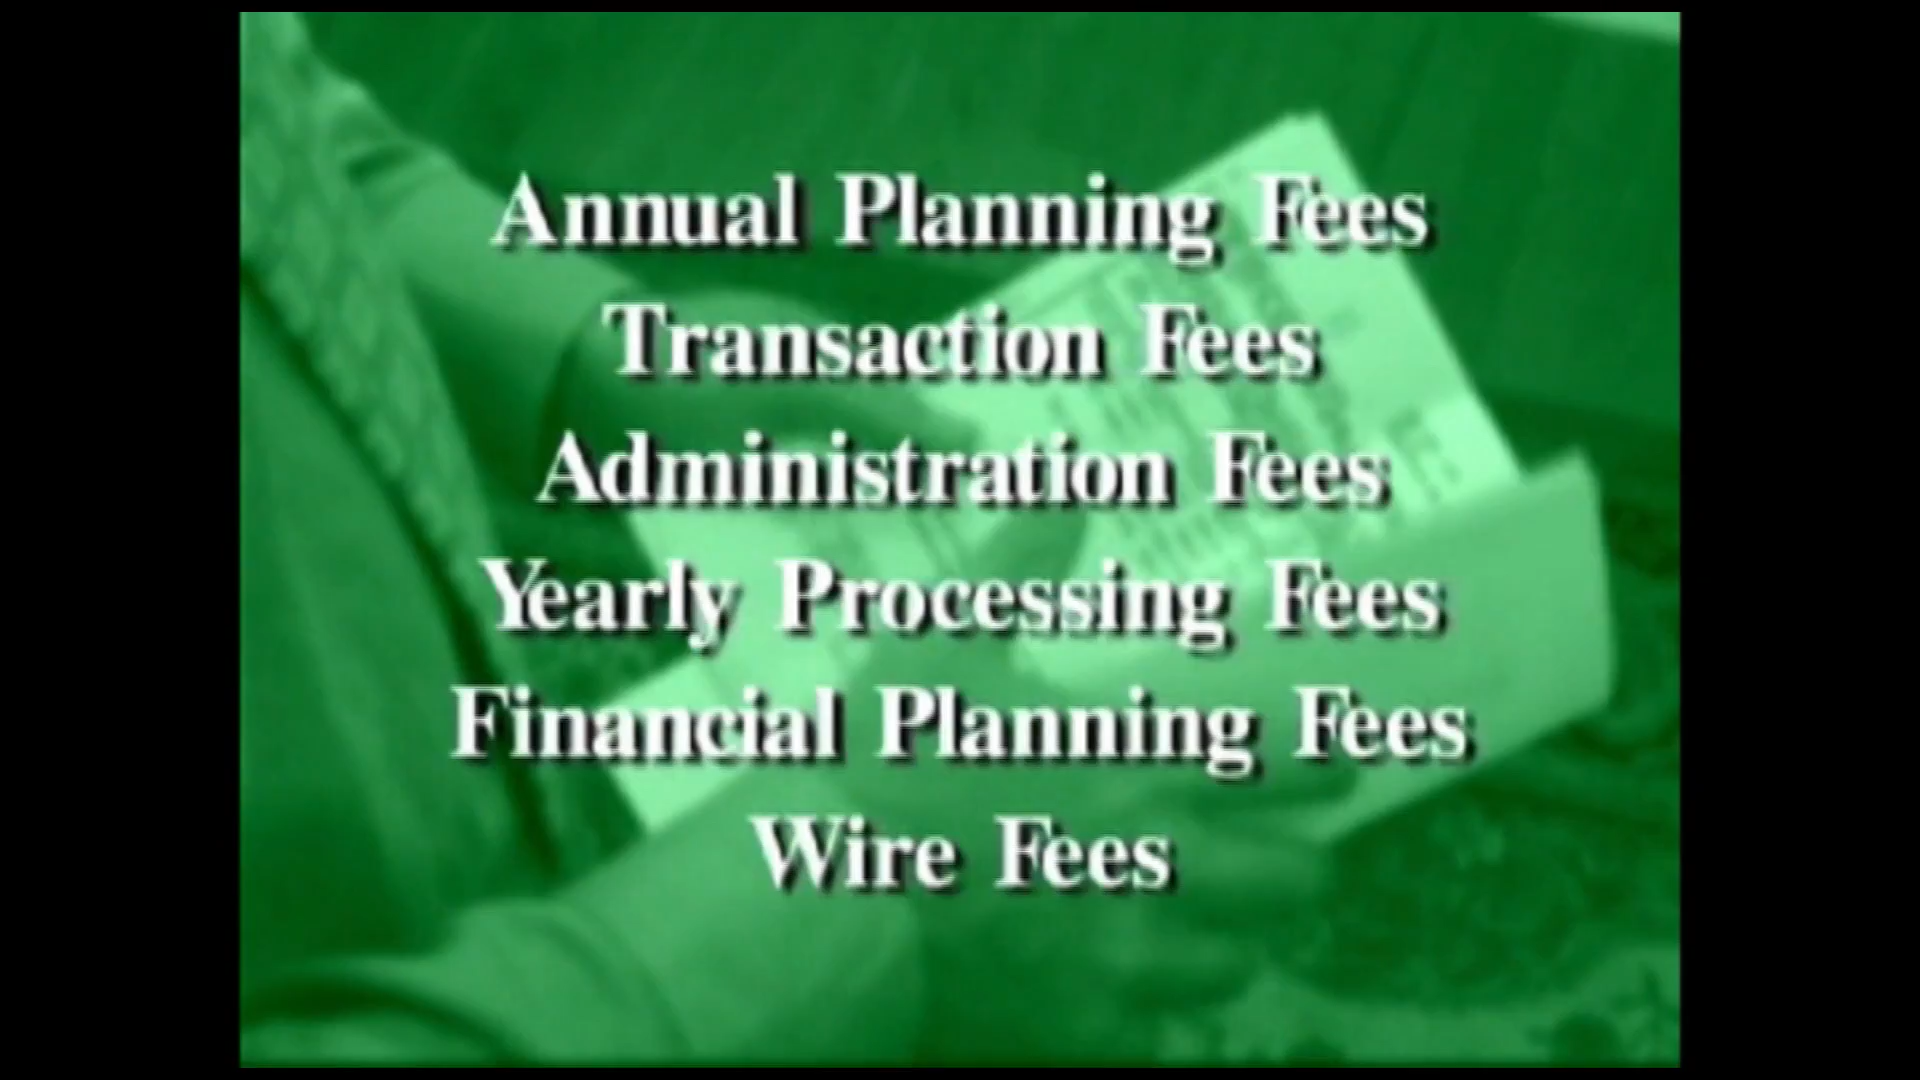 Annual Planning Fees
Transaction Fees
Administration Fees
Yearly Processing Fees
Financial Planning Fees
Wire Fees